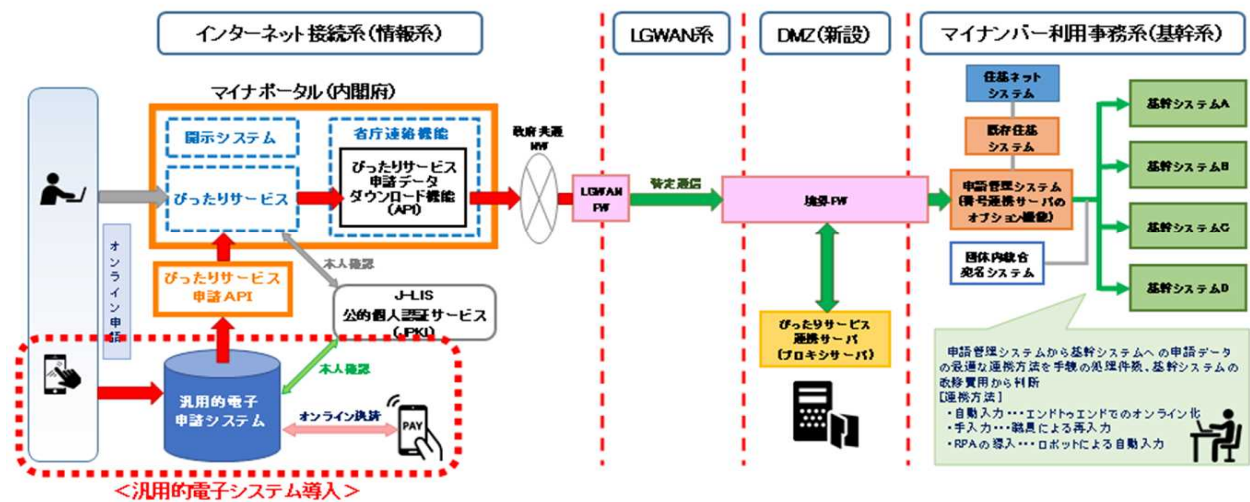 インターネット接続系(情報系)
LGWAN系
DMZ(新設)
マイナンバー利用事務系(基幹系)
マイナポータル(内閣府)
開示システム
ぴったりサービス
省庁連絡機能
ぴったりサービス
申請データ
ダウンロード機能
(API)
政府共通
NW
LGWAN
FW
特定通信
境界FW
住基ネット
システム
既存住基
システム
申請管理システム
(番号連携サーバの
オプション機能)
団体内統合
宛名システム
基幹システムA
基幹システムB
基幹システムC
基幹システムD
オンライン申請
ぴったりサービス
申請API
本人確認
J-LIS
公的個人認証サービス
(JPKI)
本人確認
汎用的電子
申請システム
オンライン決済
PAY
<汎用的電子システム導入>
ぴったりサービス
連携サーバ
(プロキシサーバ)
申請管理システムから基幹システムへの申請データ
の最適な連携方法を手続の処理件数、基幹システムの
改修費用から判断
[連携方法]
・自動入力・・・エンドトゥエンドでのオンライン化
・手入力・・・職員による再入力
・RPAの導入・・・ロボットによる自動入力